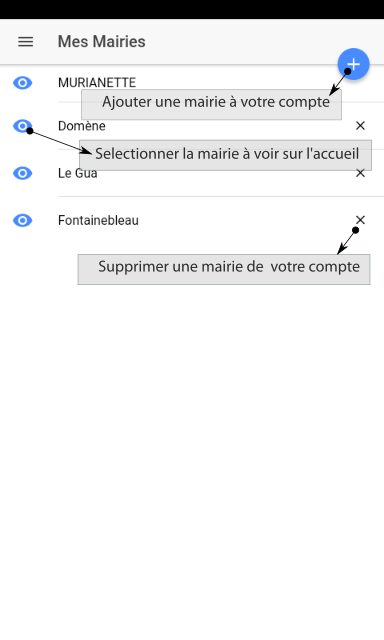 Mes Mairies
MURIANETTE
Ajouter une mairie à votre compte
Domène
Selectionner la mairie à voir sur l'accueil
Le Gua
Fontainebleau
Supprimer une mairie de votre compte